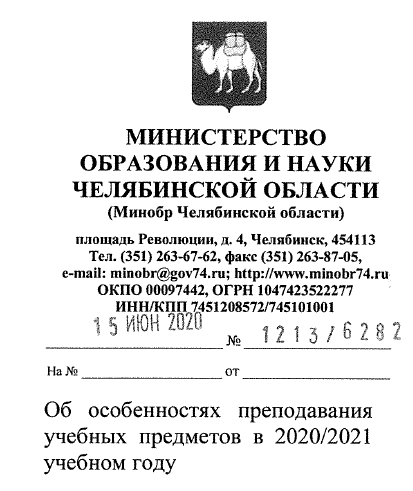 МИНИСТЕРСТВО
ОБРАЗОВАНИЯ И НАУКИ
ЧЕЛЯБИНСКОЙ ОБЛАСТИ
(Минобр Челябинской области)
площадь Революции, д. 4, Челябинск, 454113
Тел. (351) 263-67-62, факс (351) 263-87-05,
e-mail: minobr@gov74.ru; http://www.minobr74.ru
ОКПО 00097442, ОГРН 1047423522277
ИНН/КПП 7451208572/745101001
15 ИЮН 2020 № 1213/6282
На № от
Об особенностях преподавания
учебных предметов в 2020/2021
учебном году